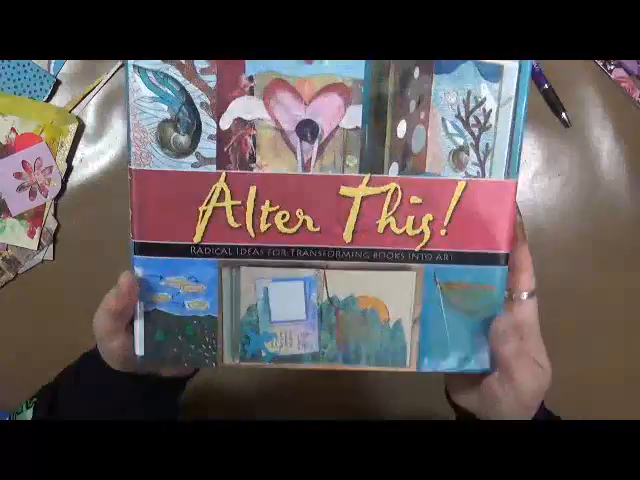 Alter This!
RADICAL IDEAS FOR TRANSFORMING BOOKS INTO ART